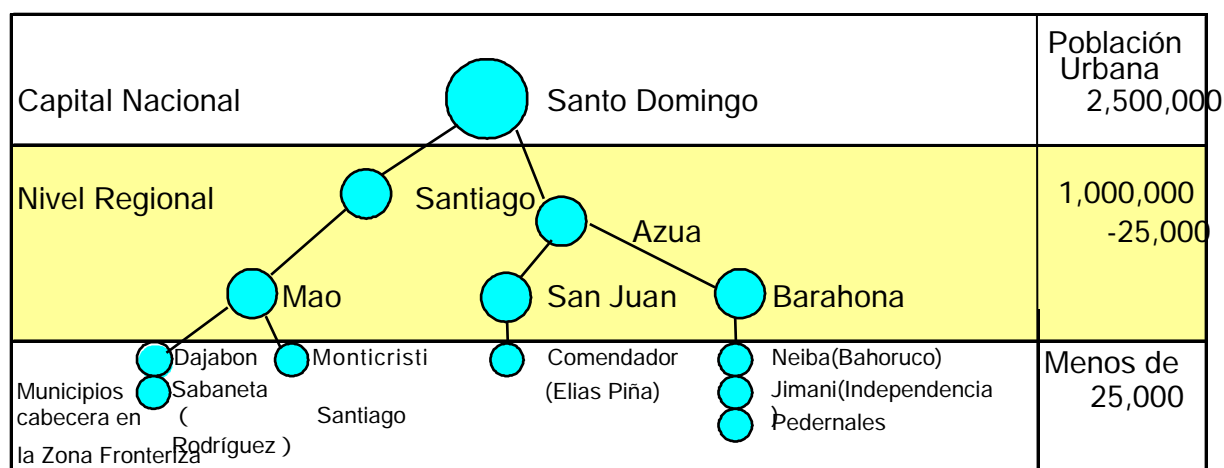 Población
Urbana
Capital Nacional
Santo Domingo
2,500,000
Nivel Regional
Santiago
1,000,000
-25,000
Azua
Mao
San Juan
Barahona
Dajabon
Monticristi
Comendador
Neiba(Bahoruco)
Menos de
Municipios
Sabaneta
(Elias Piña)
Jimani(Independencia
25,000
cabecera en
(
Santiago
)
Pedernales
Rodríguez )
la Zona Fronteriza